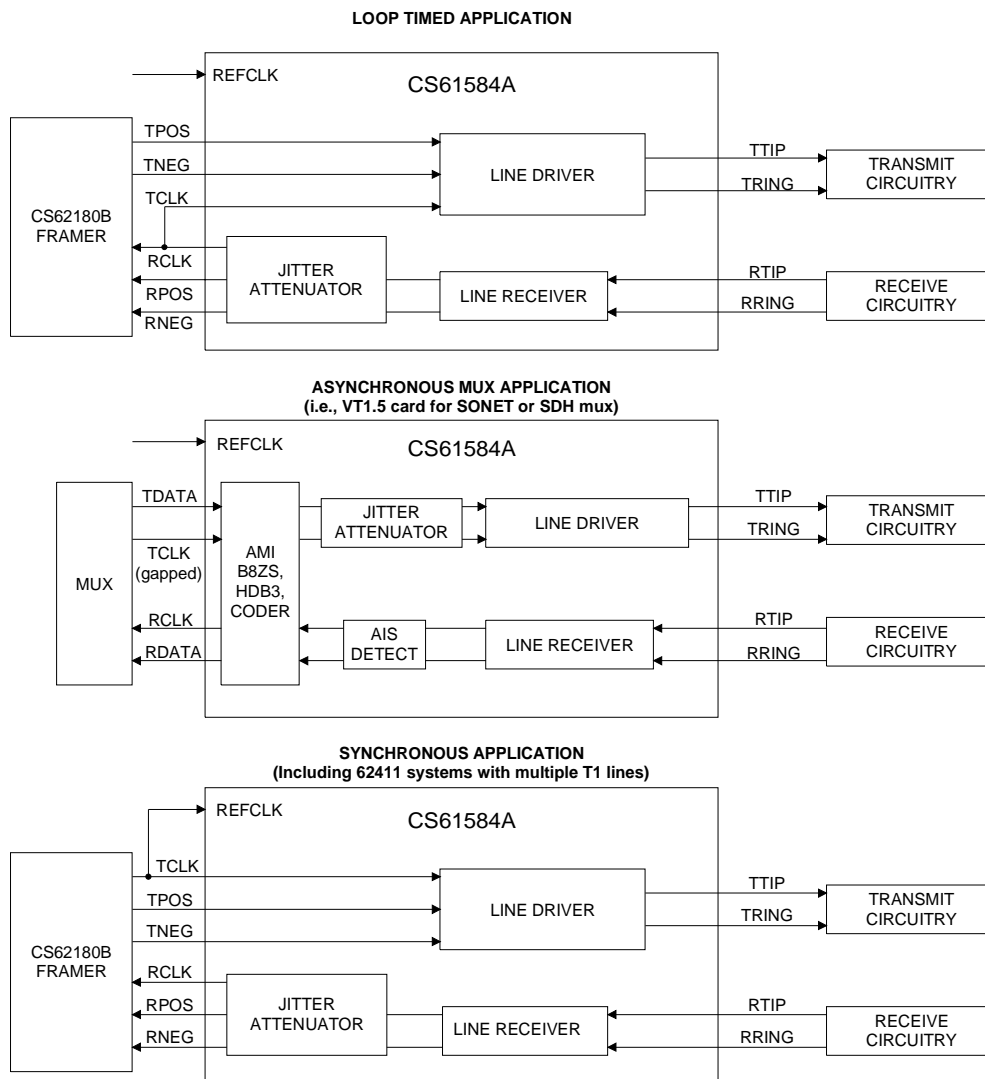 LOOP TIMED APPLICATION
REFCLK
CS61584A
TPOS
TNEG
TCLK
CS62180B
FRAMER
RCLK
RPOS
RNEG
LINE DRIVER
JITTER
ATTENUATOR
LINE RECEIVER
TTIP
TRING
TRANSMIT
CIRCUITRY
RTIP
RRING
RECEIVE
CIRCUITRY
ASYNCHRONOUS MUX APPLICATION
(i.e., VT1.5 card for SONET or SDH mux)
REFCLK
CS61584A
MUX
TDATA
TCLK
(gapped)
RCLK
RDATA
AMI
B8ZS,
HDB3,
CODER
JITTER
ATTENUATOR
LINE DRIVER
AIS
DETECT
LINE RECEIVER
TTIP
TRING
TRANSMIT
CIRCUITRY
RTIP
RRING
RECEIVE
CIRCUITRY
SYNCHRONOUS APPLICATION
(Including 62411 systems with multiple T1 lines)
REFCLK
CS61584A
TCLK
TPOS
TNEG
CS62180B
FRAMER
RCLK
RPOS
RNEG
LINE DRIVER
JITTER
ATTENUATOR
LINE RECEIVER
TTIP
TRING
TRANSMIT
CIRCUITRY
RTIP
RRING
RECEIVE
CIRCUITRY